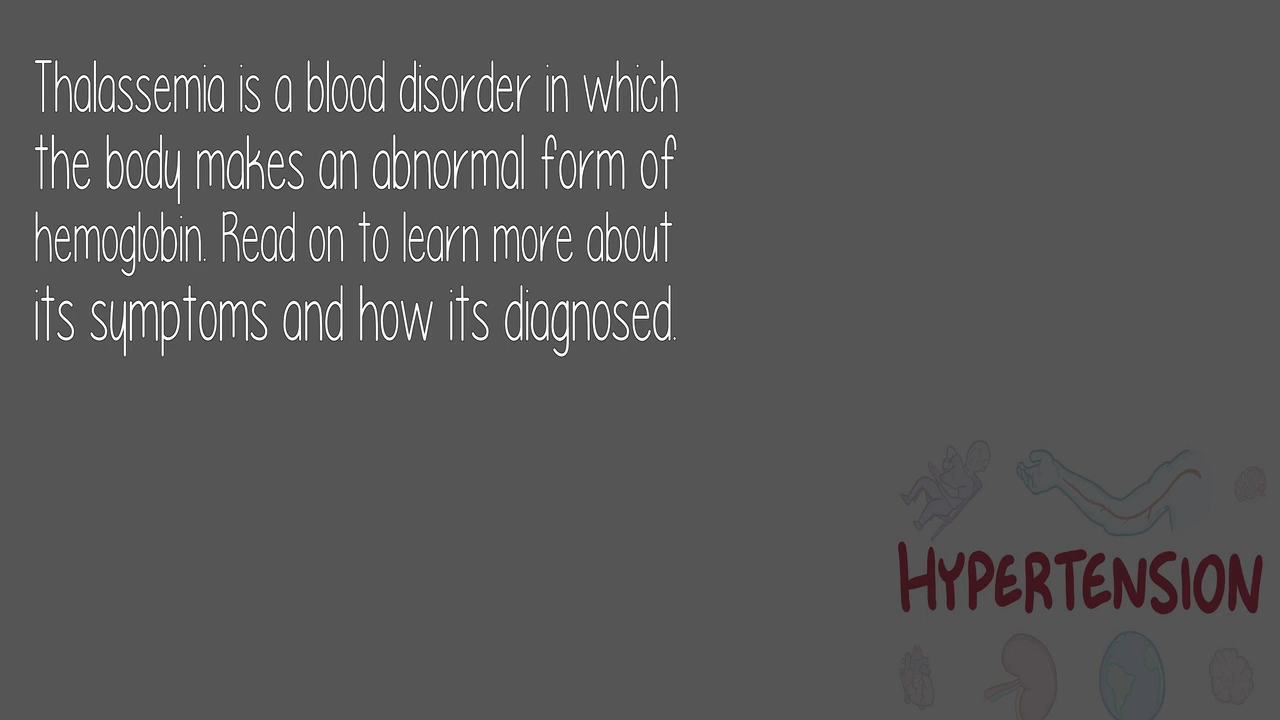 Thalassemia is a blood disorder in which
the body makes an abnormal form of
hemoglobin. Read on to learn more about
its symptoms and how its diagnosed.
HYPERTENSION